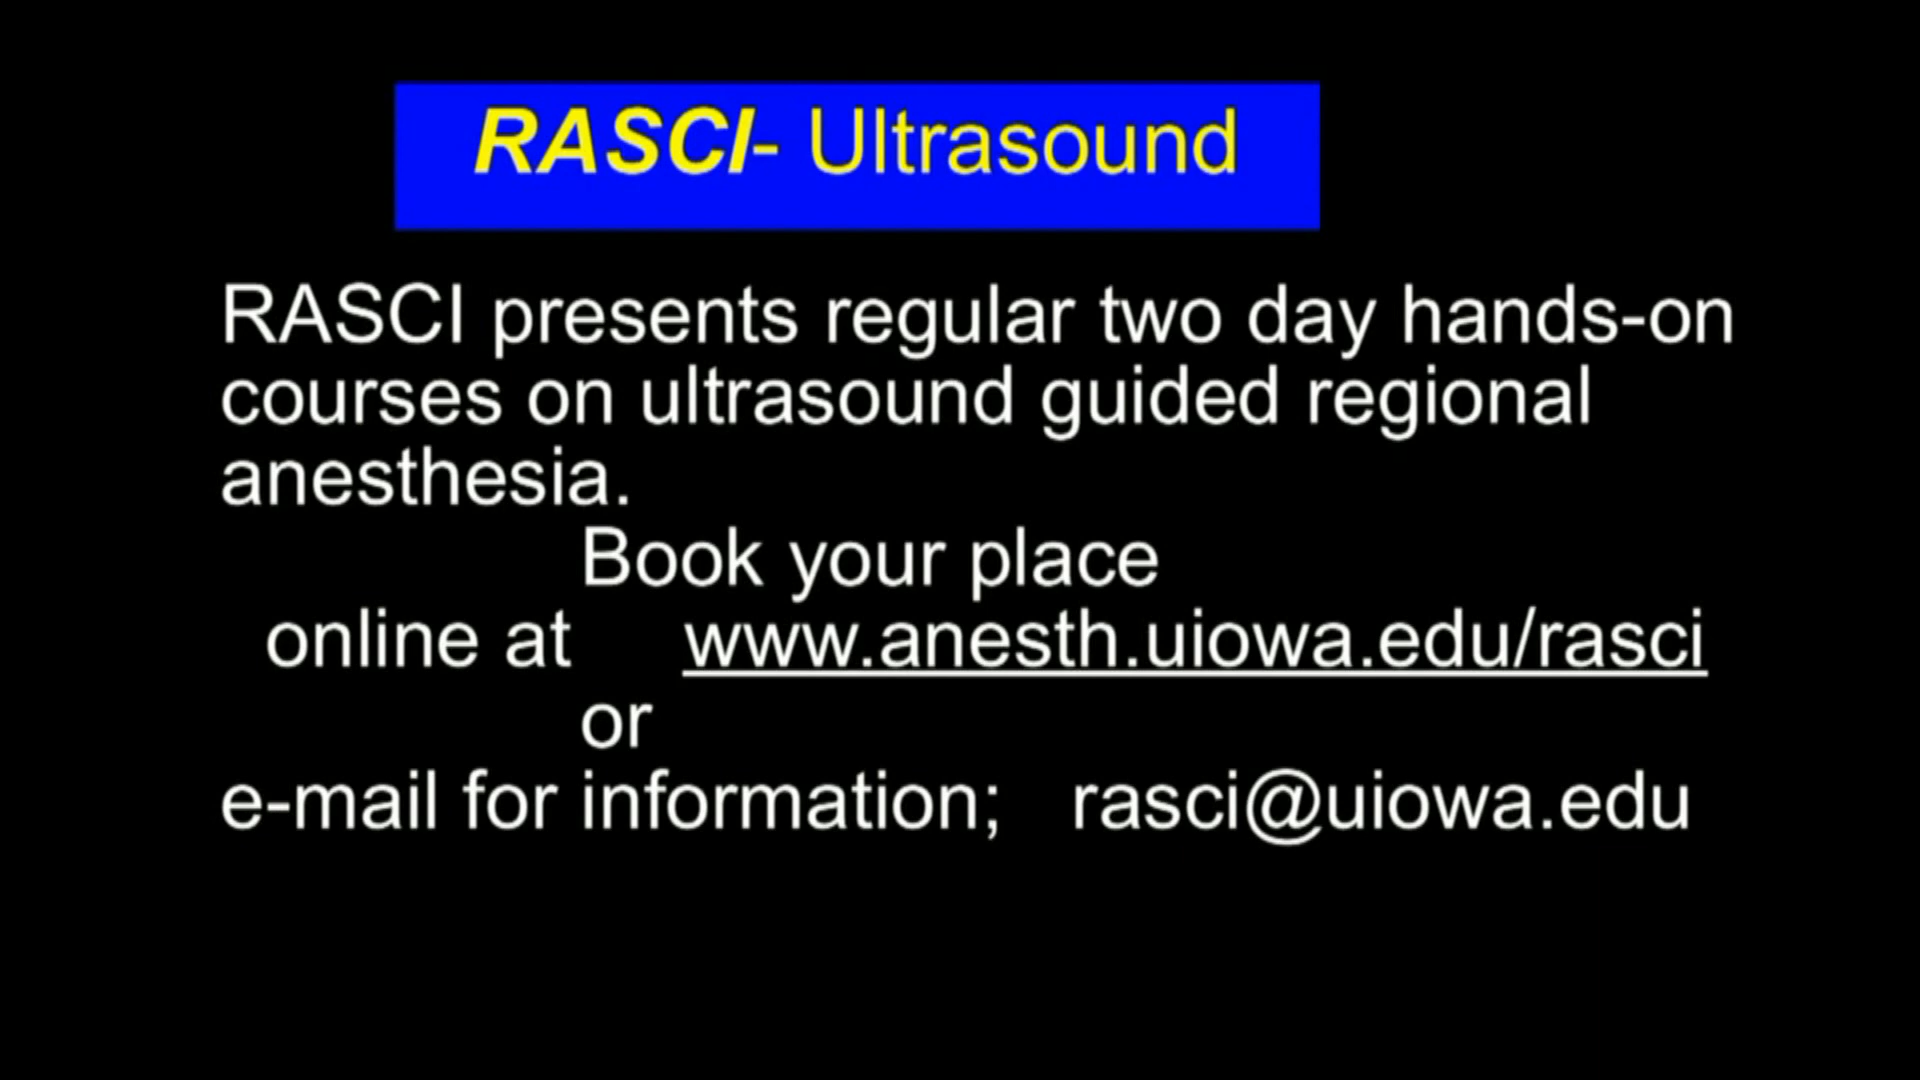 RASCI- Ultrasound
RASCI presents regular two day hands-on
courses on ultrasound guided regional
anesthesia.
Book your place
online at www.anesth.uiowa.edu/rasci
or
e-mail for information; rasci@uiowa.edu